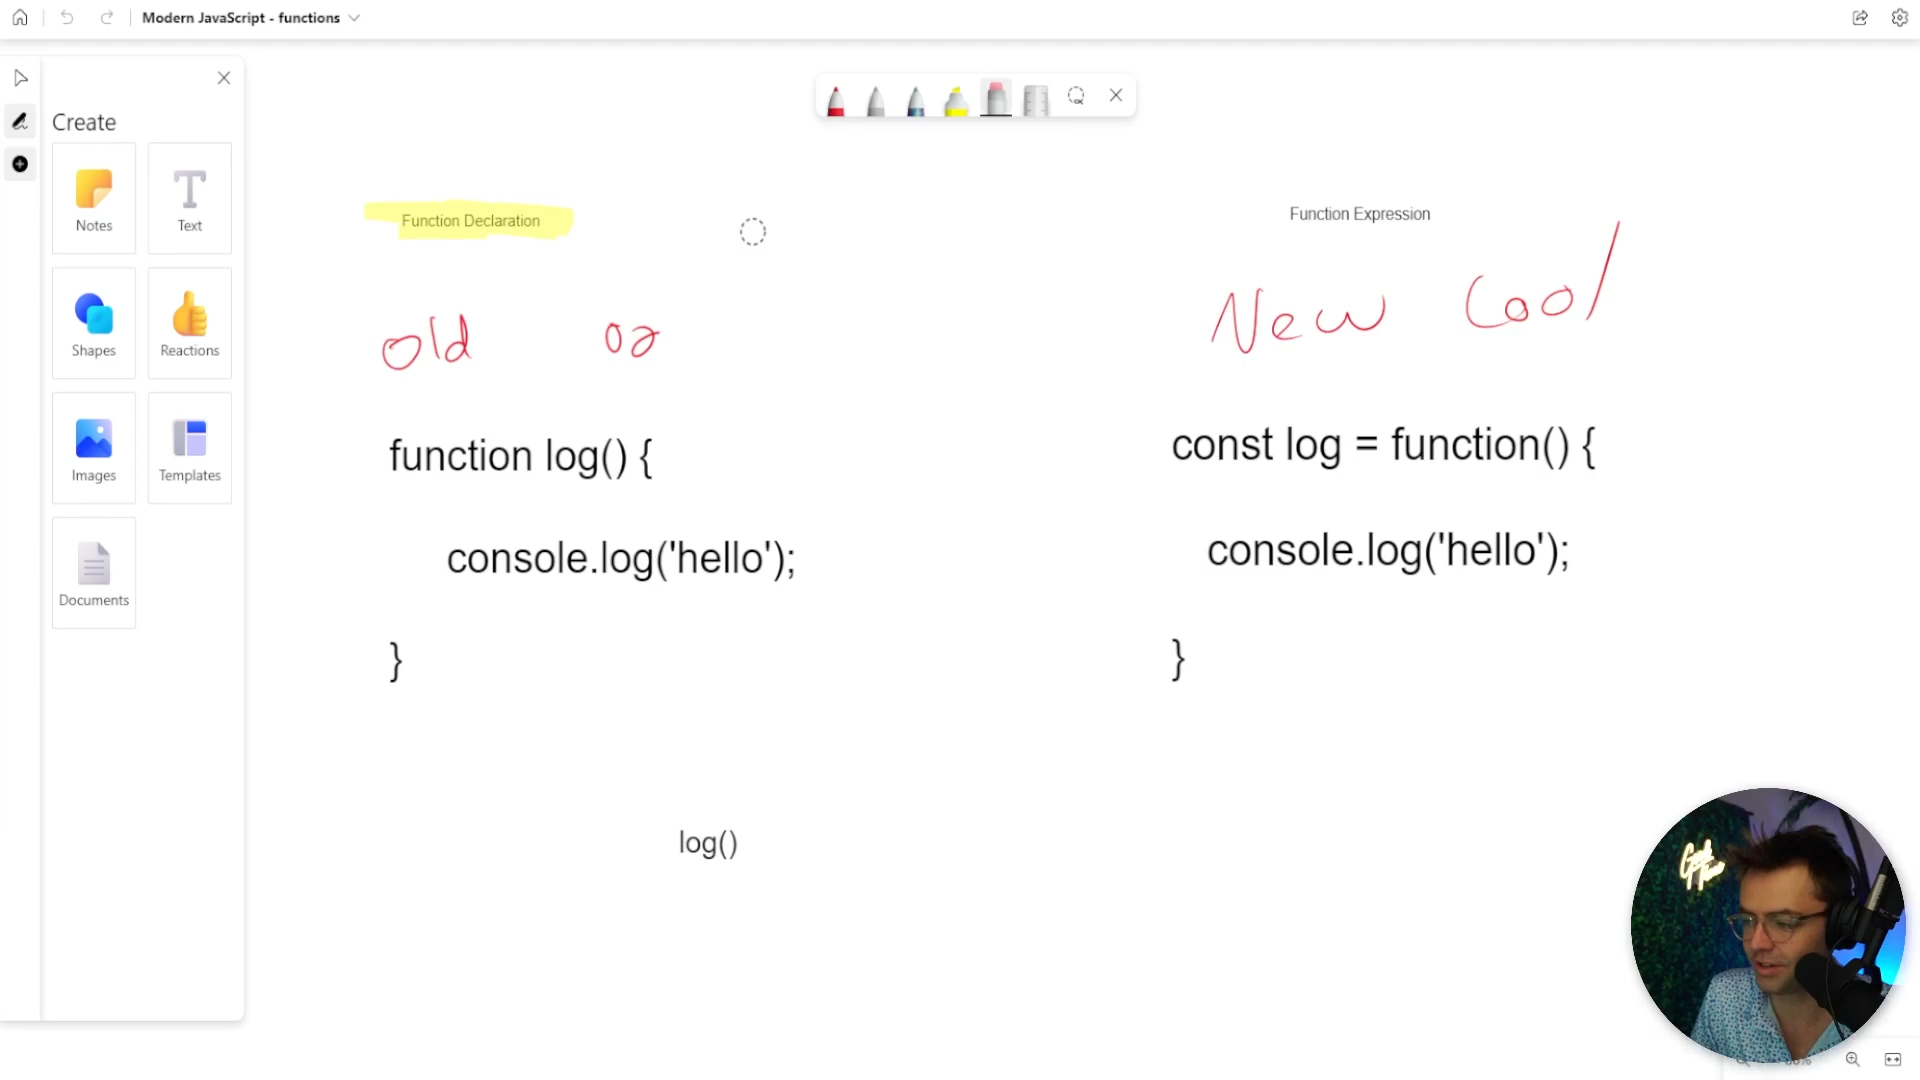 Modern JavaScript - functions
Create
Notes
Text
Shapes
Reactions
Images
Templates
Documents
Function Declaration
old oa
function log() {
console.log('hello');
}
log()
Function Expression
New Cool
const log = function() {
console.log('hello');
}